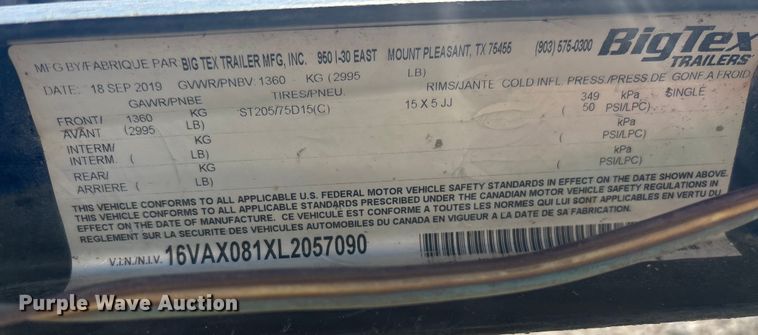 MFG BY/FABRIQUE PAR BIG TEX TRAILER MFG, INC. 950 I-30 EAST MOUNT PLEASANT, TX 75455 (903) 575-0300 BigTex
TRAILERS
DATE: 18 SEP 2019 GVWR/PNBV: 1360 KG (2995 LB)
GAWR/PNBE TIRES/PNEU. RIMS/JANTE COLD INFL. PRESS/PRESS DE GONF A FROID
FRONT/ 1360 KG ST205/75D15(C) 15 X 5 JJ 349 kPa SINGLE
AVANT (2995 LB) ( 50 PSI/LPC)
INTERM/ KG kPa
INTERM. ( LB) ( PSI/LPC)
REAR/ KG kPa
ARRIERE ( LB) ( PSI/LPC)
THIS VEHICLE CONFORMS TO ALL APPLICABLE U.S. FEDERAL MOTOR VEHICLE SAFETY STANDARDS IN EFFECT ON THE DATE SHOWN ABOVE.
THIS VEHICLE CONFORMS TO ALL APPLICABLE STANDARDS PRESCRIBED UNDER THE CANADIAN MOTOR VEHICLE SAFETY REGULATIONS IN
EFFECT ON THE DATE OF MANUFACTURE. CE VEHICULE EST CONFORME A TOUTES LES NORMES QUI LUI SONT APPLICABLES EN VERTU DU
REGLEMENT SUR LA SECURITE DES VEHICULES AUTOMOBILES DU CANADA EN VIGUEUR A LA DATE DE SA FABRICATION.
V.I.N./N.I.V. 16VAX081XL2057090
Purple Wave Auction